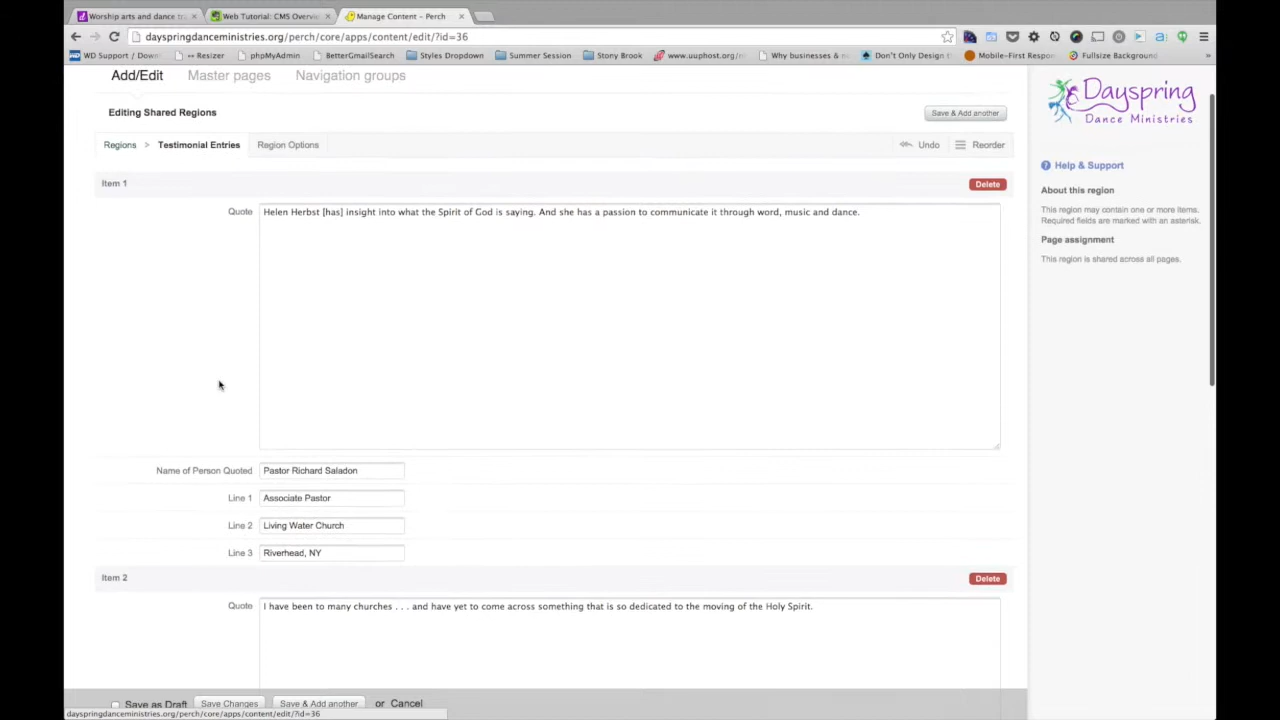 Worship arts and dance tr
Web Tutorial: CMS Overvie
Manage Content - Perch
dayspringdanceministries.org/perch/core/apps/content/edit/?id=36
WD Support / Down
↔ Resizer
phpMyAdmin
BetterGmailSearch
Styles Dropdown
Summer Session
Stony Brook
www.uuphost.org/n
Why businesses & n
Don't Only Design
Mobile-First Respon
Fullsize Background
»
Add/Edit
Master pages
Navigation groups
Dayspring
Dance Ministries
Editing Shared Regions
Save & Add another
Regions > Testimonial Entries
Region Options
Undo
Reorder
Help & Support
About this region
This region may contain one or more items.
Required fields are marked with an asterisk.
Page assignment
This region is shared across all pages.
Item 1
Delete
Quote
Helen Herbst [has] insight into what the Spirit of God is saying. And she has a passion to communicate it through word, music and dance.
Name of Person Quoted
Pastor Richard Saladon
Line 1
Associate Pastor
Line 2
Living Water Church
Line 3
Riverhead, NY
Item 2
Delete
Quote
I have been to many churches . . . and have yet to come across something that is so dedicated to the moving of the Holy Spirit.
Save as Draft
Save Changes
Save & Add another
or Cancel
dayspringdanceministries.org/perch/core/apps/content/edit/?id=36